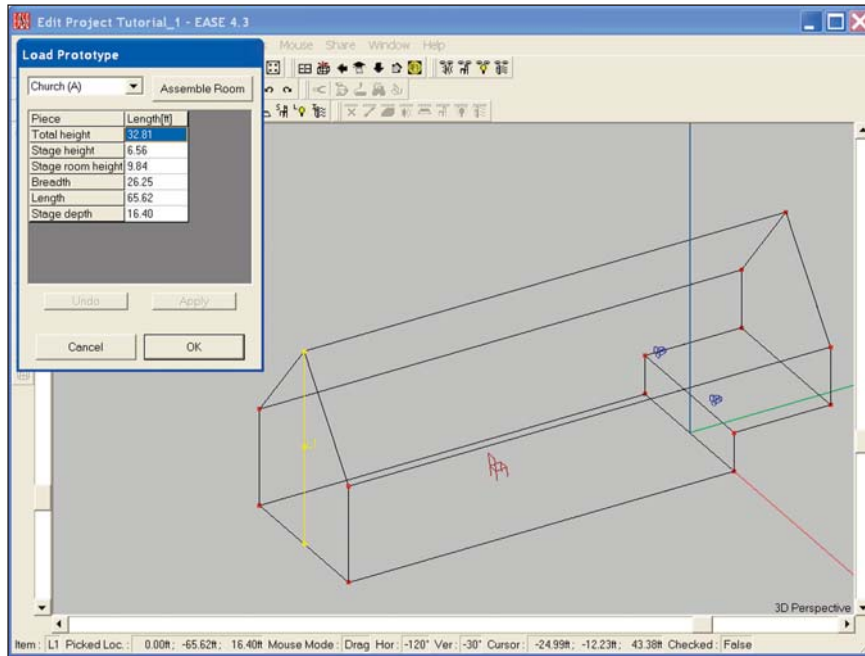 Edit Project Tutorial_1 - EASE 4.3
Mouse Share Window Help
Load Prototype
Church (A)
Assemble Room
Piece Length[ft]
Total height 32.81
Stage height 6.56
Stage room height 9.84
Breadth 26.25
Length 65.62
Stage depth 16.40
Undo Apply
Cancel OK
3D Perspective
Item: L1 Picked Loc.: 0.00ft; -65.62ft; 16.40ft Mouse Mode: Drag Hor: -120° Ver: -30° Cursor: -24.99ft; -12.23ft; 43.38ft Checked: False